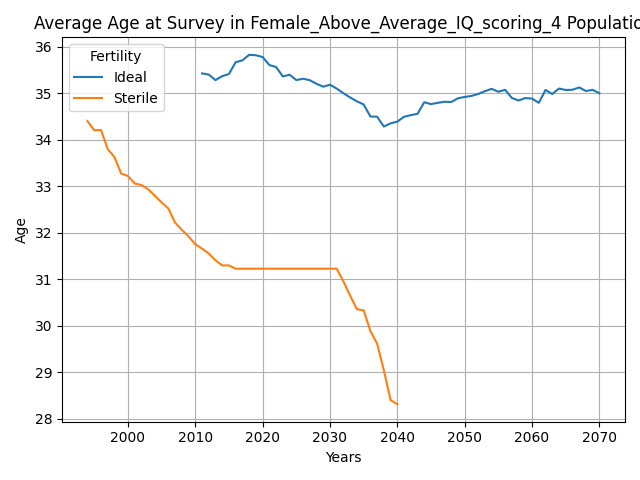 Average Age at Survey in Female_Above_Average_IQ_scoring_4 Populatio
Fertility
Ideal
Sterile
36
35
34
33
32
31
30
29
28
Age
2000 2010 2020 2030 2040 2050 2060 2070
Years